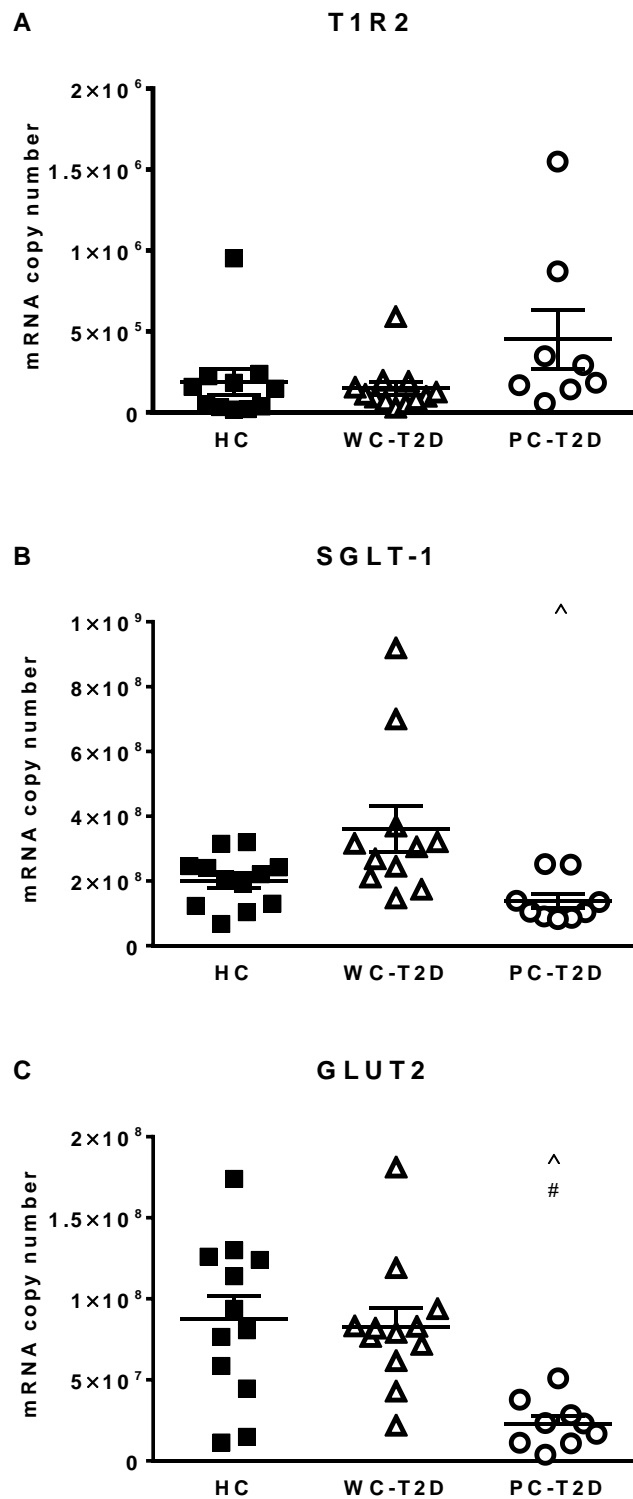 A
T1R2
mRNA copy number
2×10⁶
1.5×10⁶
1×10⁶
5×10⁵
0
HC
WC-T2D
PC-T2D
B
SGLT-1
mRNA copy number
^
1×10⁹
8×10⁸
6×10⁸
4×10⁸
2×10⁸
0
HC
WC-T2D
PC-T2D
C
GLUT2
mRNA copy number
2×10⁸
^
#
1.5×10⁸
1×10⁸
5×10⁷
0
HC
WC-T2D
PC-T2D